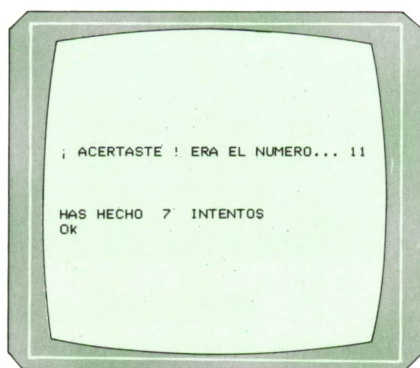 ¡ ACERTASTE ! ERA EL NUMERO... 11
HAS HECHO 7 INTENTOS
Ok